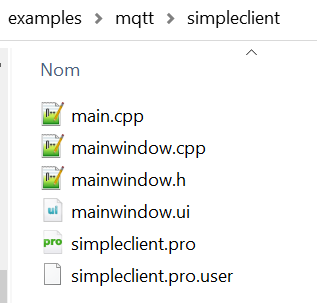 examples > mqtt > simpleclient
Nom
main.cpp
mainwindow.cpp
mainwindow.h
mainwindow.ui
simpleclient.pro
simpleclient.pro.user